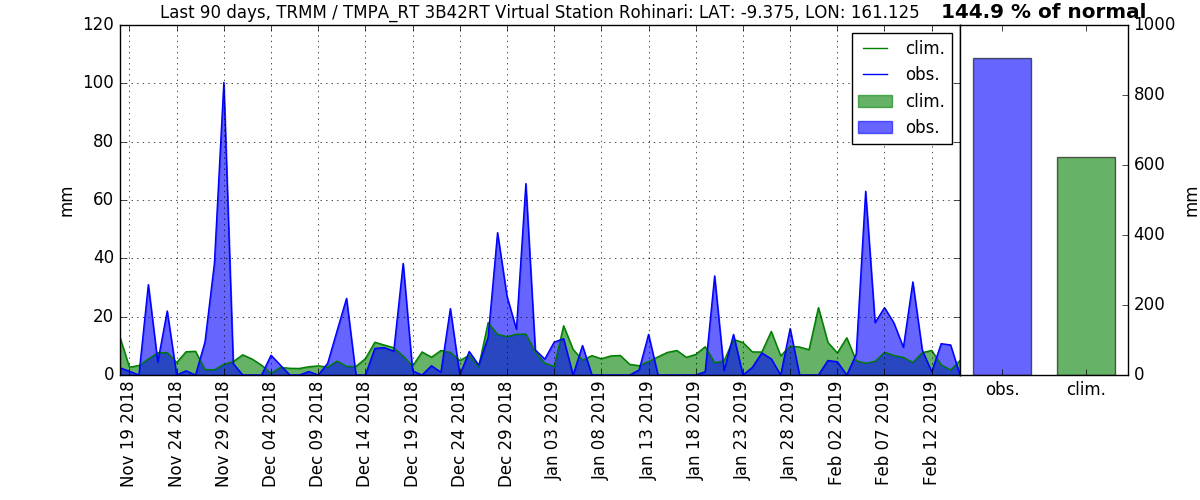 Last 90 days, TRMM / TMPA_RT 3B42RT Virtual Station Rohinari: LAT: -9.375, LON: 161.125
144.9 % of normal
120
100
80
60
40
20
0
mm
clim.
obs.
clim.
obs.
Nov 19 2018
Nov 24 2018
Nov 29 2018
Dec 04 2018
Dec 09 2018
Dec 14 2018
Dec 19 2018
Dec 24 2018
Dec 29 2018
Jan 03 2019
Jan 08 2019
Jan 13 2019
Jan 18 2019
Jan 23 2019
Jan 28 2019
Feb 02 2019
Feb 07 2019
Feb 12 2019
1000
800
600
400
200
0
mm
obs.
clim.